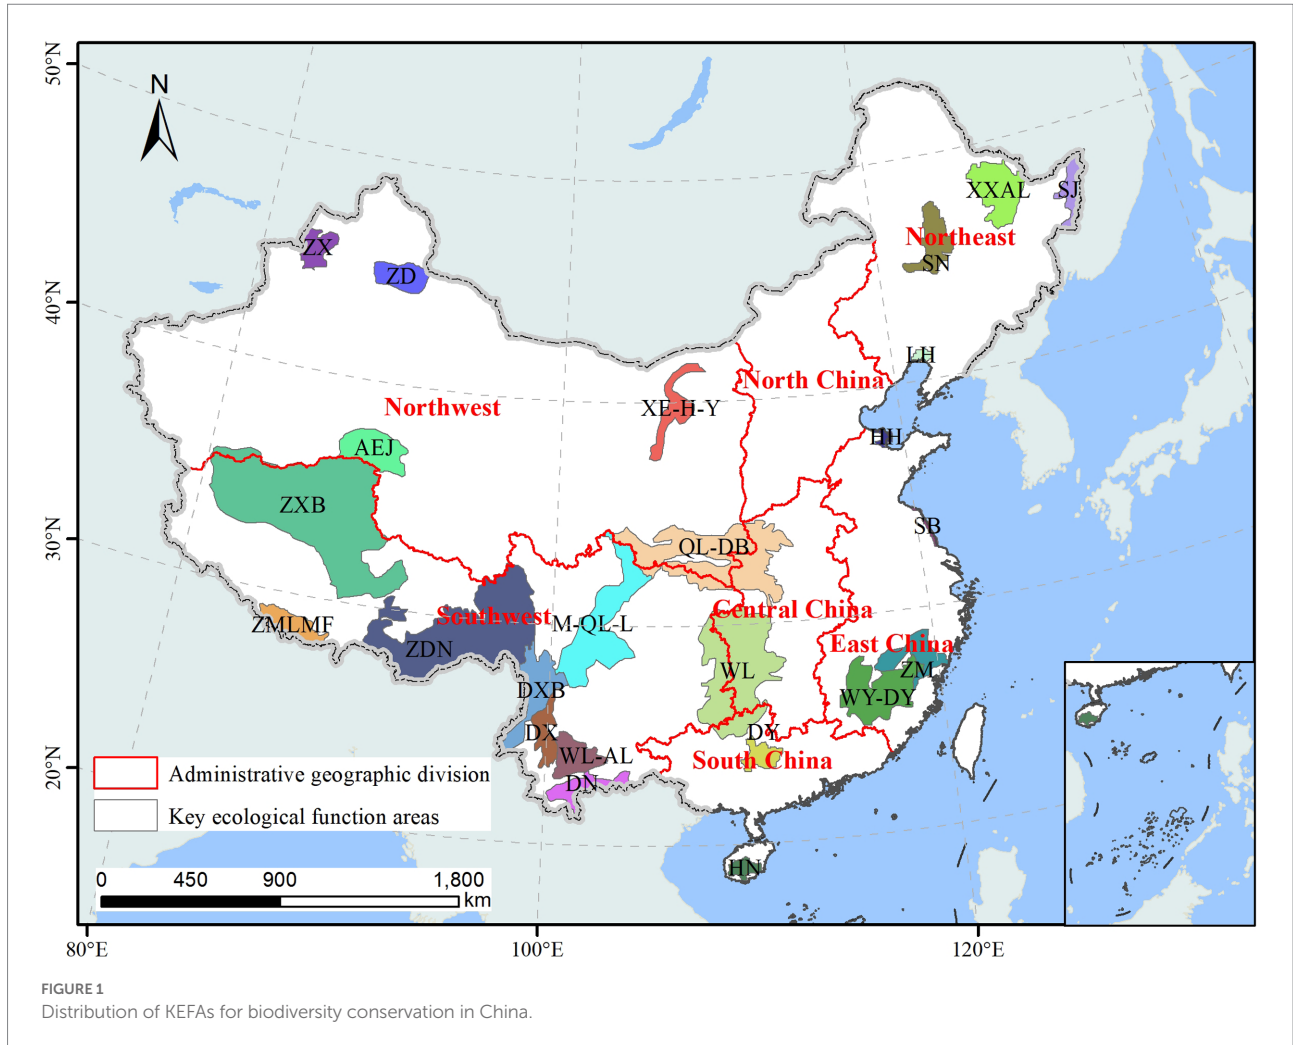 50°N
40°N
30°N
20°N
N
ZX
ZD
XXAL
SJ
Northeast
SN
LH
North China
XE-H-Y
Northwest
HH
AEJ
ZXB
SB
QL-DB
ZMLMF
Southwest
M-QL-L
Central China
ZDN
East China
ZM
WL
WY-DY
DXB
DX
DY
WL-AL
South China
DN
HN
Administrative geographic division
Key ecological function areas
0 450 900 1,800
km
80°E 100°E 120°E
FIGURE 1
Distribution of KEFAs for biodiversity conservation in China.